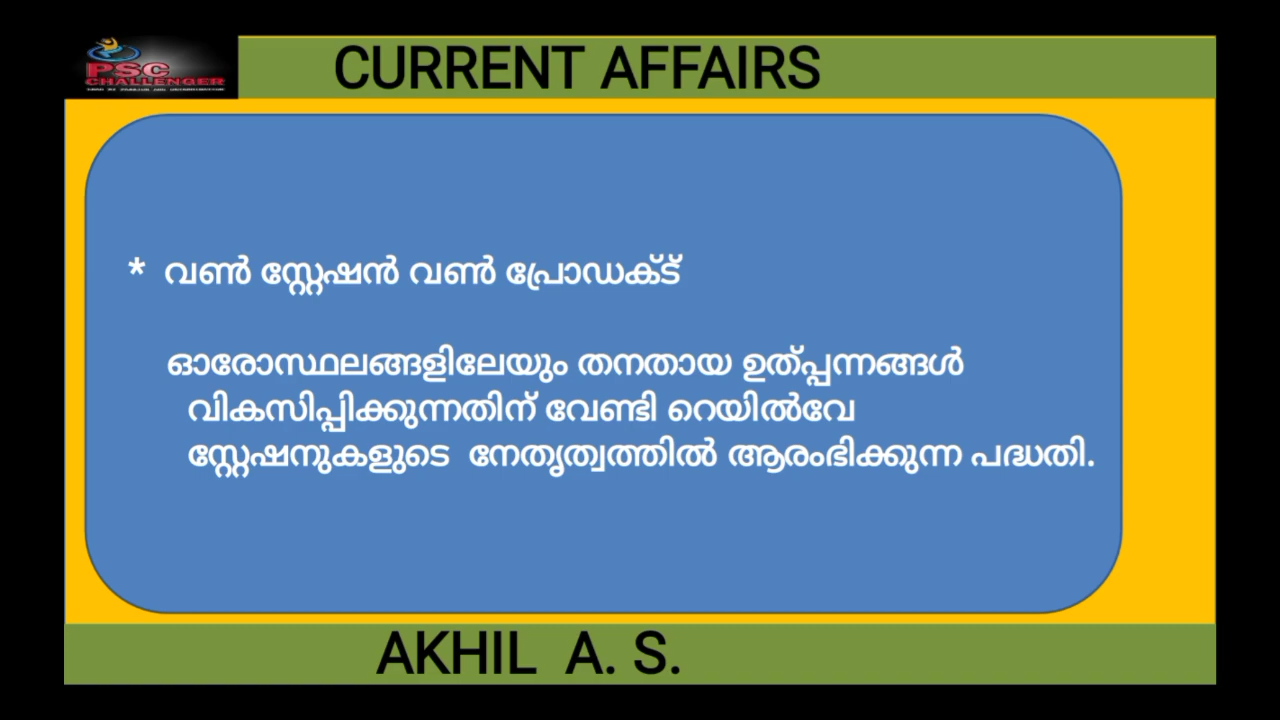 PSC
CHALLENGER
CURRENT AFFAIRS
* വൺ സ്റ്റേഷൻ വൺ പ്രോഡക്ട്
ഓരോസ്ഥലങ്ങളിലേയും തനതായ ഉത്പ്പന്നങ്ങൾ
വികസിപ്പിക്കുന്നതിന് വേണ്ടി റെയിൽവേ
സ്റ്റേഷനുകളുടെ നേതൃത്വത്തിൽ ആരംഭിക്കുന്ന പദ്ധതി.
AKHIL A. S.